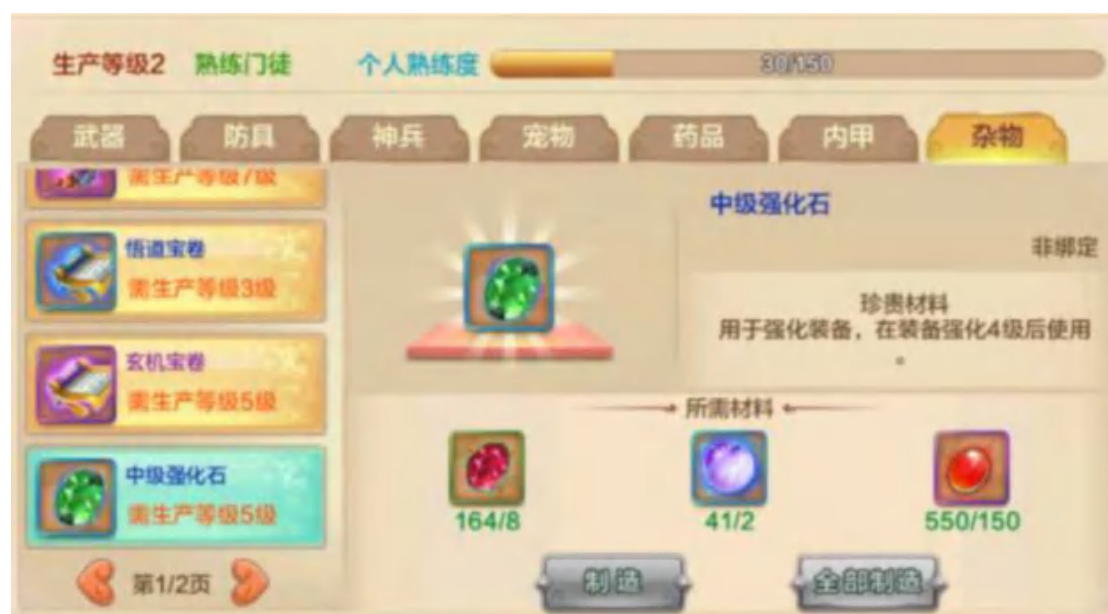 生产等级2 熟练门徒 个人熟练度 30/150
武器 防具 神兵 宠物 药品 内甲 杂物
需生产等级7级
悟道宝卷
需生产等级3级
玄机宝卷
需生产等级5级
中级强化石
需生产等级5级
第1/2页
中级强化石
非绑定
珍贵材料
用于强化装备，在装备强化4级后使用
。
所需材料
164/8 41/2 550/150
制造 全部制造